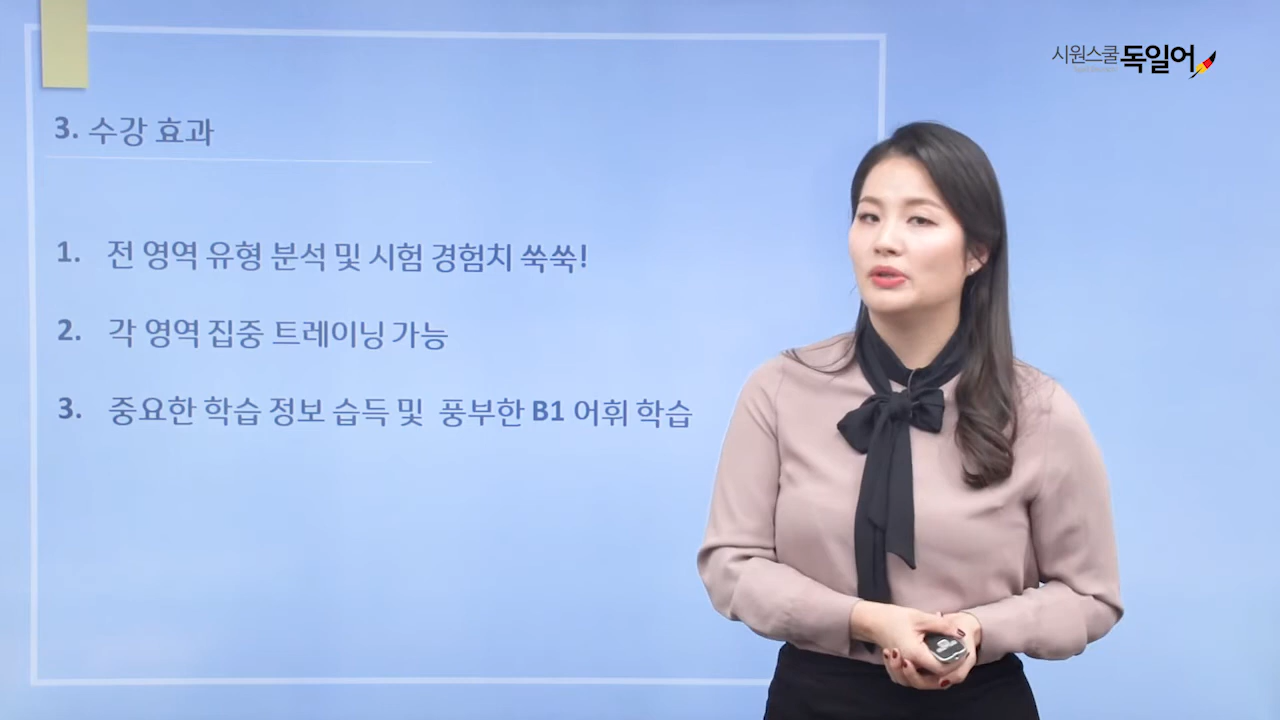 시원스쿨독일어
3. 수강 효과
1. 전 영역 유형 분석 및 시험 경험치 쑥쑥!
2. 각 영역 집중 트레이닝 가능
3. 중요한 학습 정보 습득 및 풍부한 B1 어휘 학습